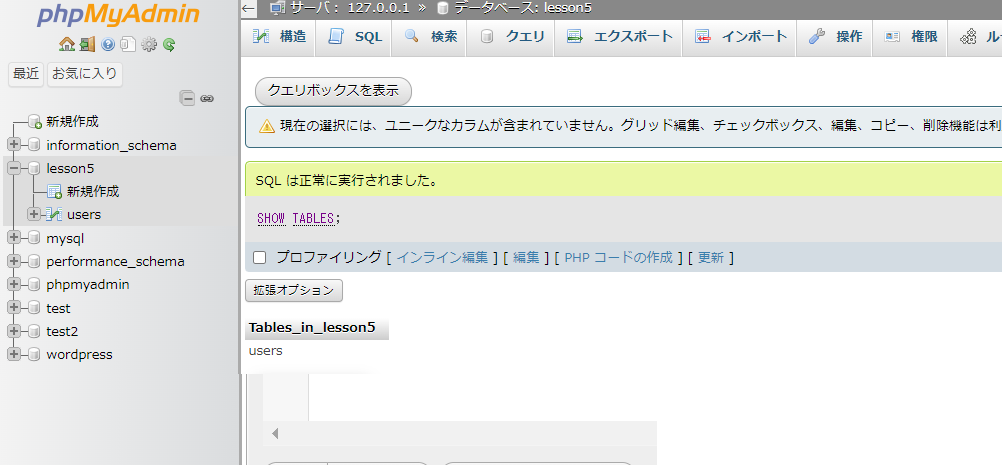 phpMyAdmin
最近 お気に入り
新規作成
information_schema
lesson5
新規作成
users
mysql
performance_schema
phpmyadmin
test
test2
wordpress
サーバ: 127.0.0.1 » データベース: lesson5
構造 SQL 検索 クエリ エクスポート インポート 操作 権限 ル
クエリボックスを表示
現在の選択には、ユニークなカラムが含まれていません。グリッド編集、チェックボックス、編集、コピー、削除機能は利
SQL は正常に実行されました。
SHOW TABLES;
プロファイリング [ インライン編集 ] [ 編集 ] [ PHP コードの作成 ] [ 更新 ]
拡張オプション
Tables_in_lesson5
users